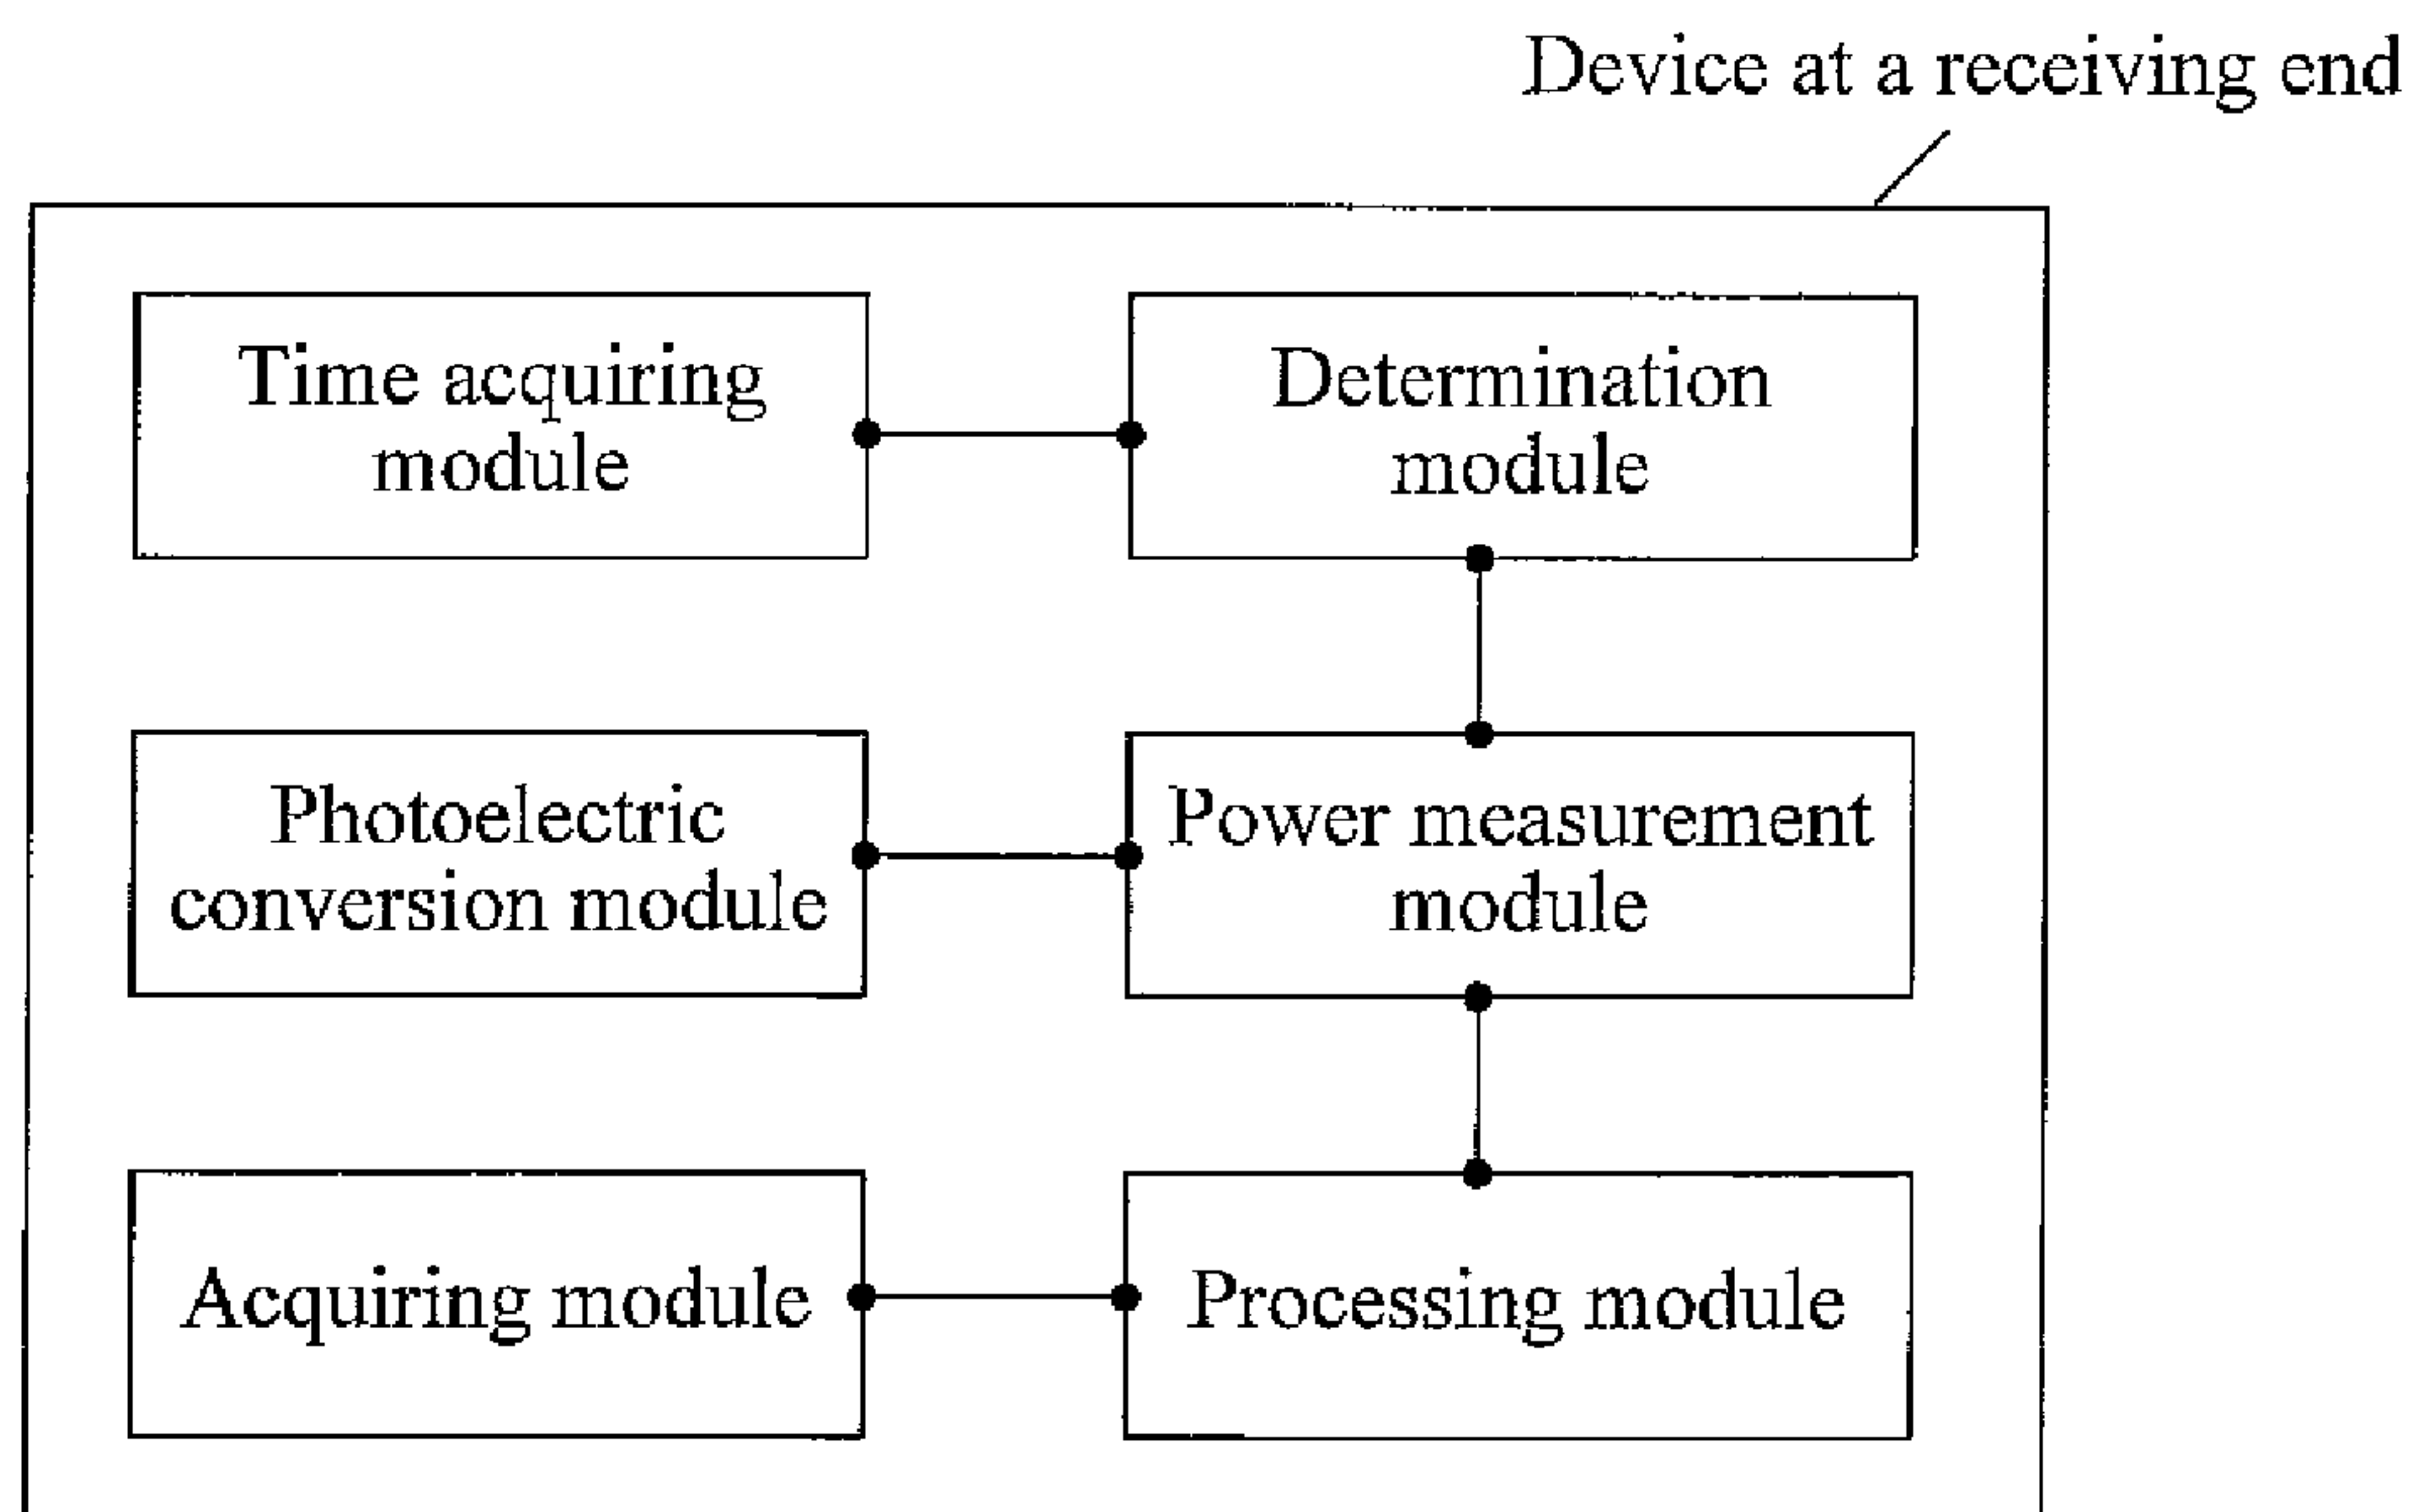 Device at a receiving end
Time acquiring
module
Determination
module
Photoelectric
conversion module
Power measurement
module
Acquiring module
Processing module